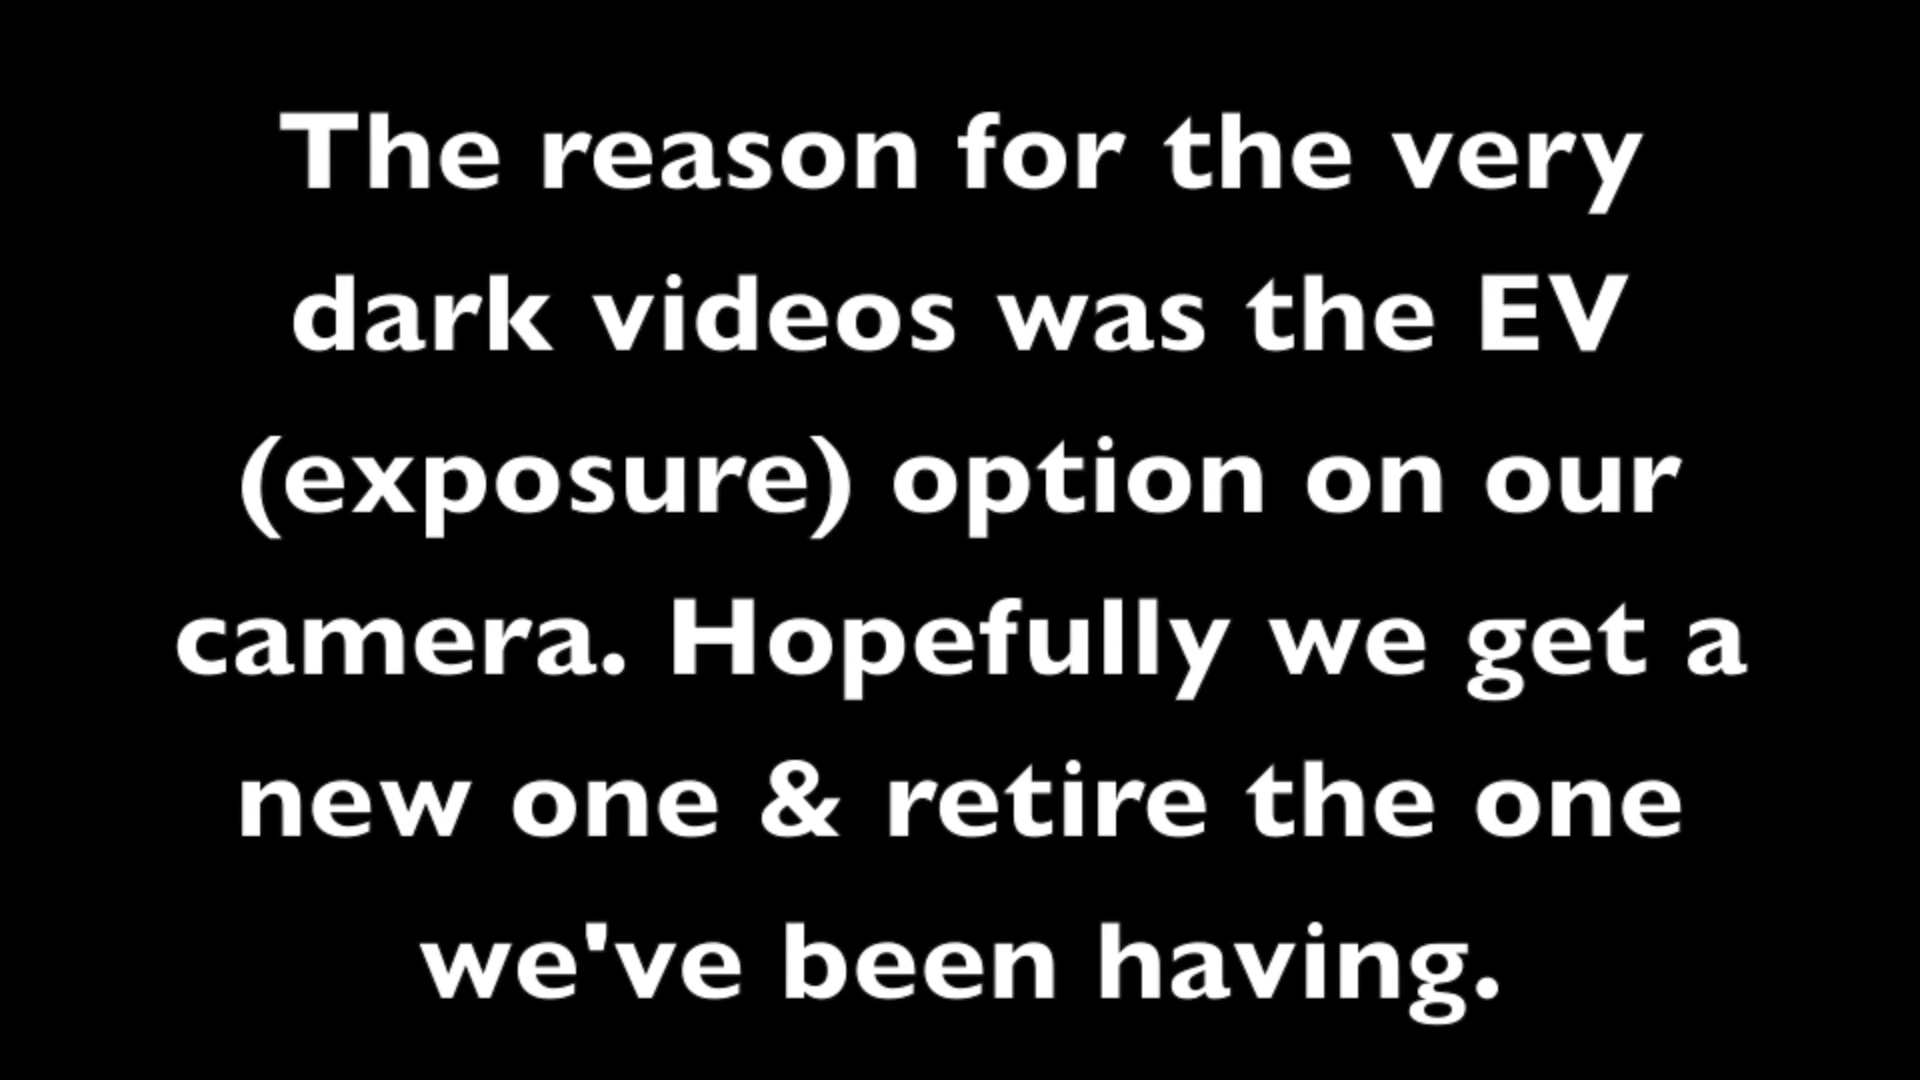 The reason for the very
dark videos was the EV
(exposure) option on our
camera. Hopefully we get a
new one & retire the one
we've been having.